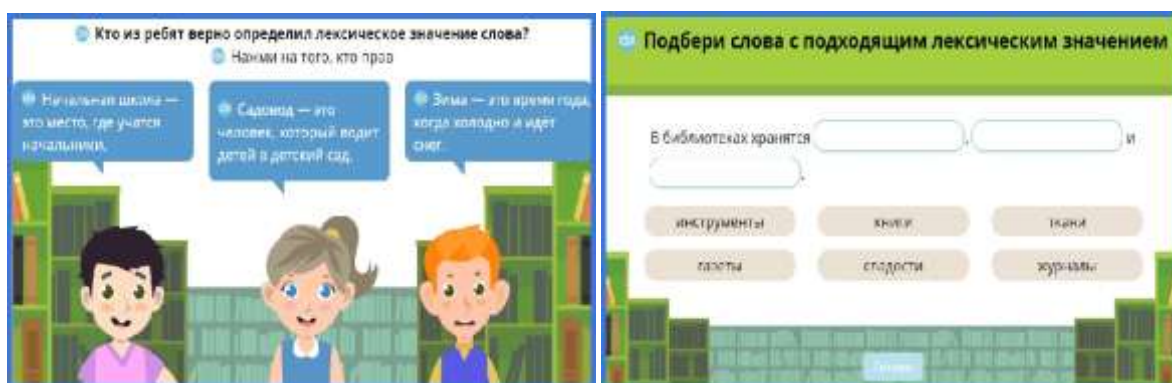 Кто из ребят верно определил лексическое значение слова?
Нажми на того, кто прав
Начальная школа —
это место, где учатся
начальники.
Садовод — это
человек, который водит
детей в детский сад.
Зима — это время года,
когда холодно и идёт
снег.
Подбери слова с подходящим лексическим значением
В библиотеках хранятся , и
.
инструменты
книги
ткани
газеты
сладости
журналы